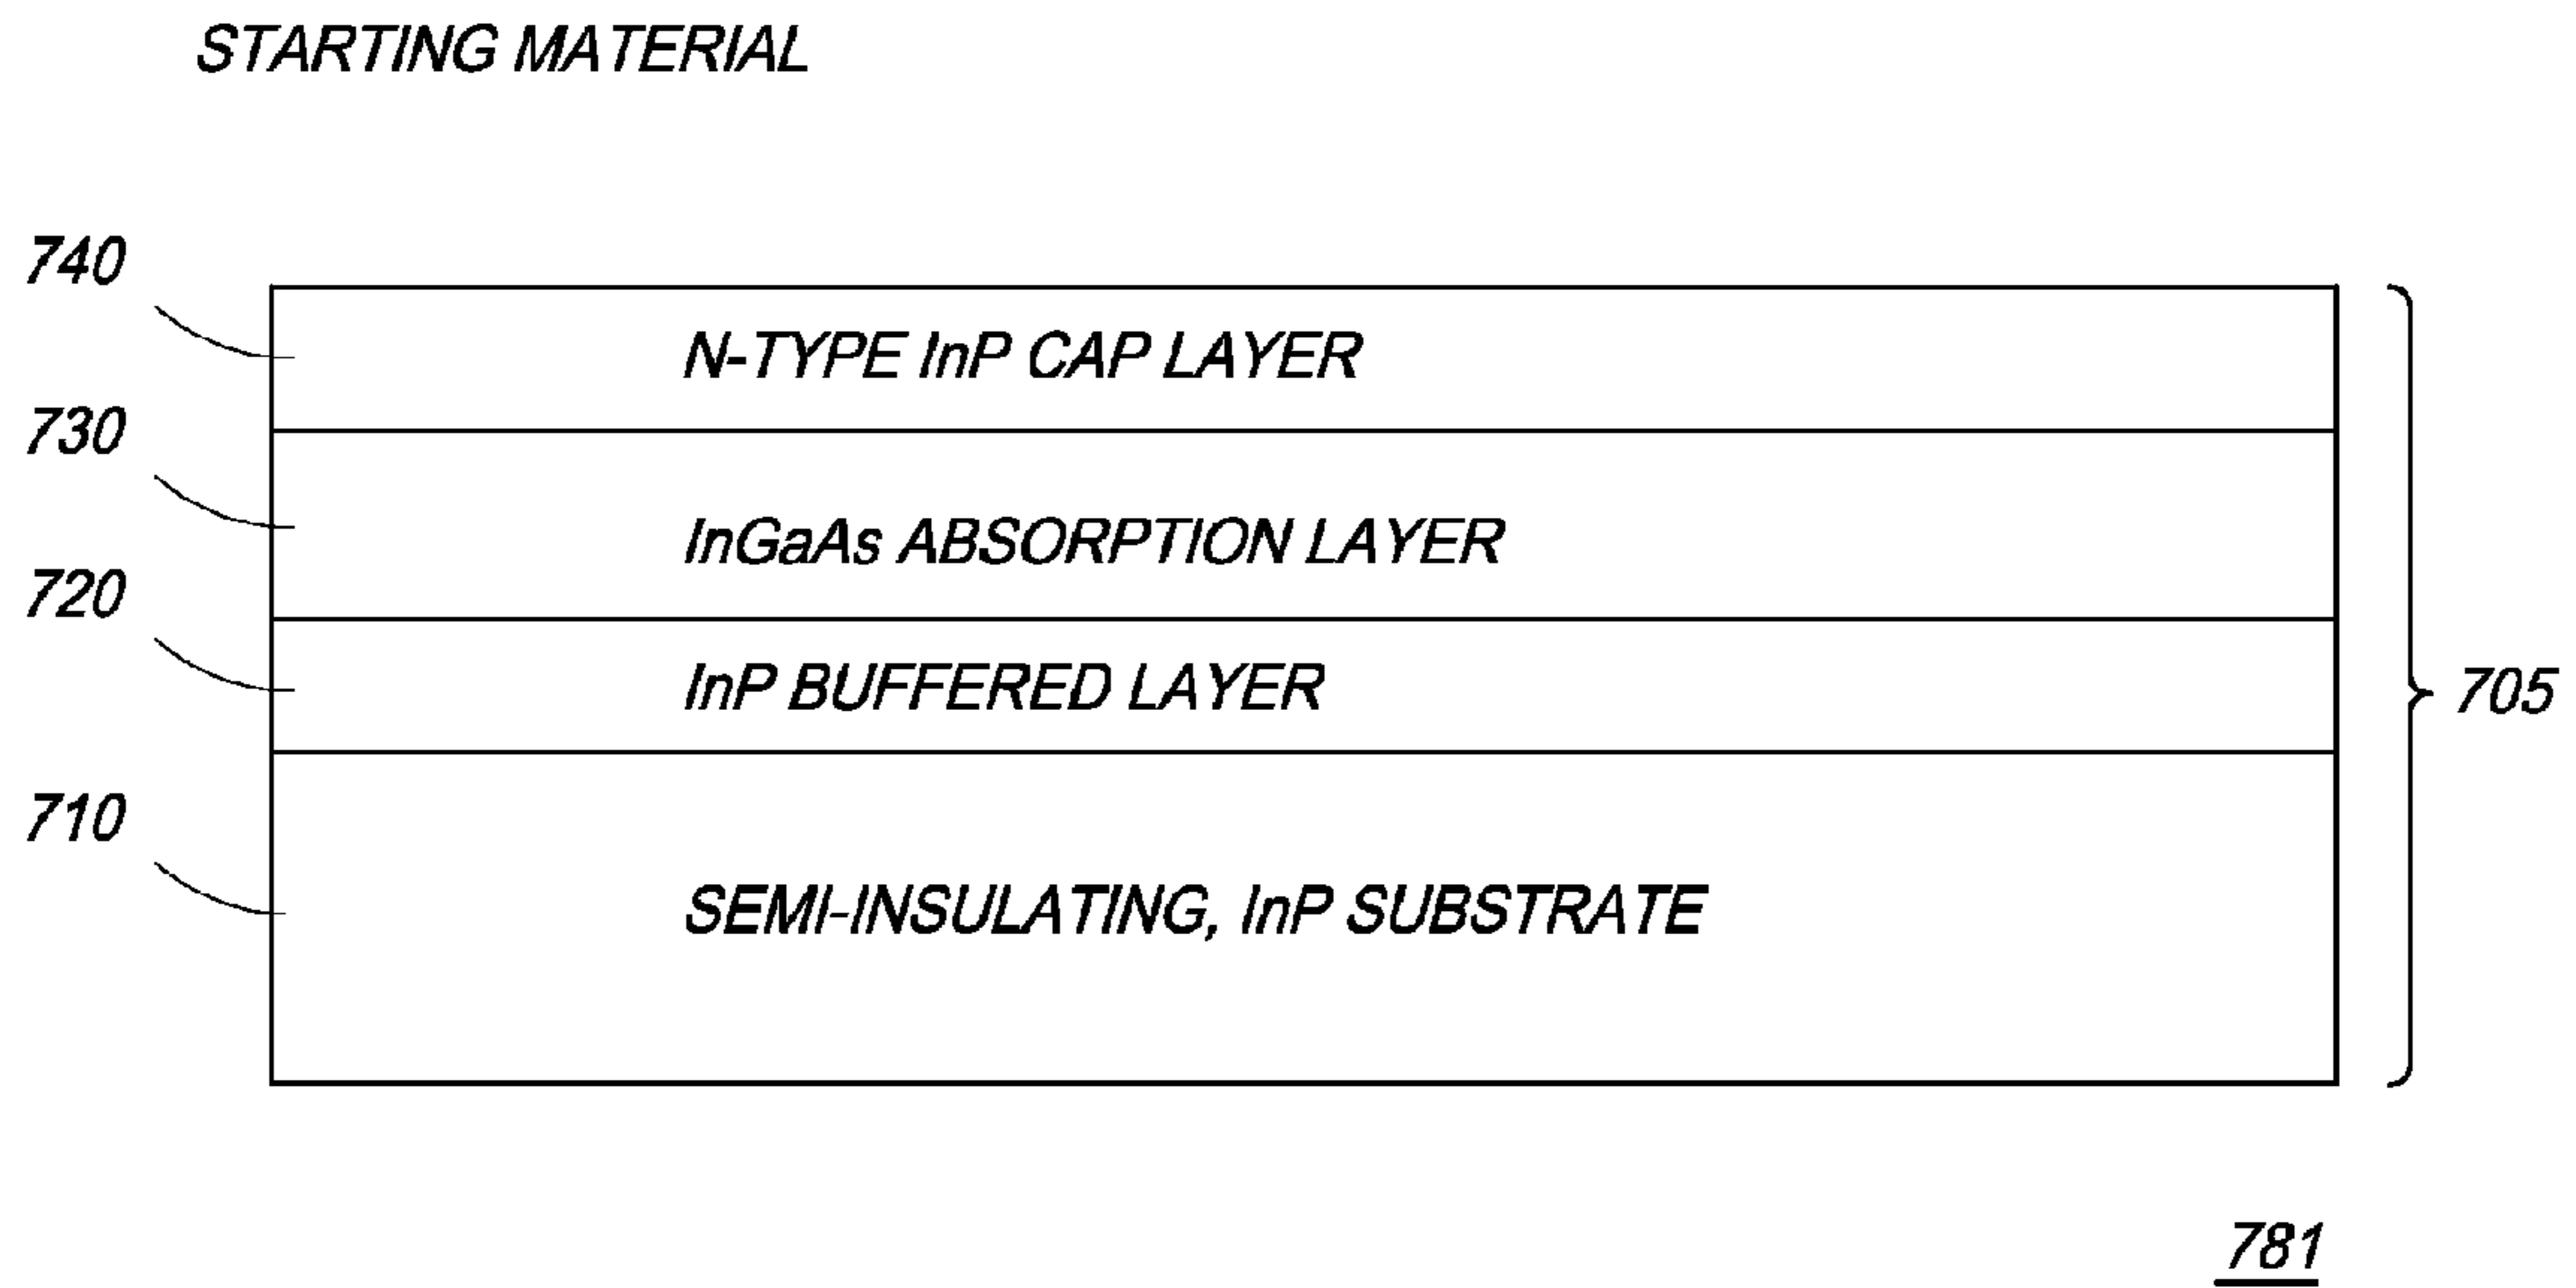 STARTING MATERIAL
740
N-TYPE InP CAP LAYER
730
InGaAs ABSORPTION LAYER
720
InP BUFFERED LAYER
705
710
SEMI-INSULATING, InP SUBSTRATE
781